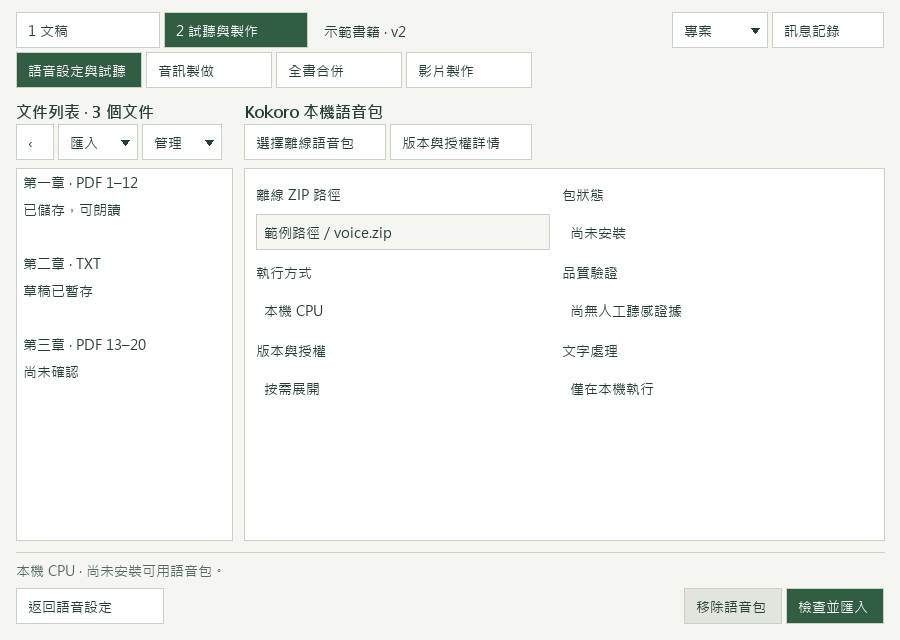 1 文稿
2 試聽與製作
示範書籍 · v2
專案
訊息記錄
語音設定與試聽
音訊製做
全書合併
影片製作
文件列表 · 3 個文件
Kokoro 本機語音包
‹
匯入
管理
選擇離線語音包
版本與授權詳情
第一章 · PDF 1–12
已儲存，可朗讀
第二章 · TXT
草稿已暫存
第三章 · PDF 13–20
尚未確認
離線 ZIP 路徑
包狀態
範例路徑 / voice.zip
尚未安裝
執行方式
品質驗證
本機 CPU
尚無人工聽感證據
版本與授權
文字處理
按需展開
僅在本機執行
本機 CPU · 尚未安裝可用語音包。
返回語音設定
移除語音包
檢查並匯入